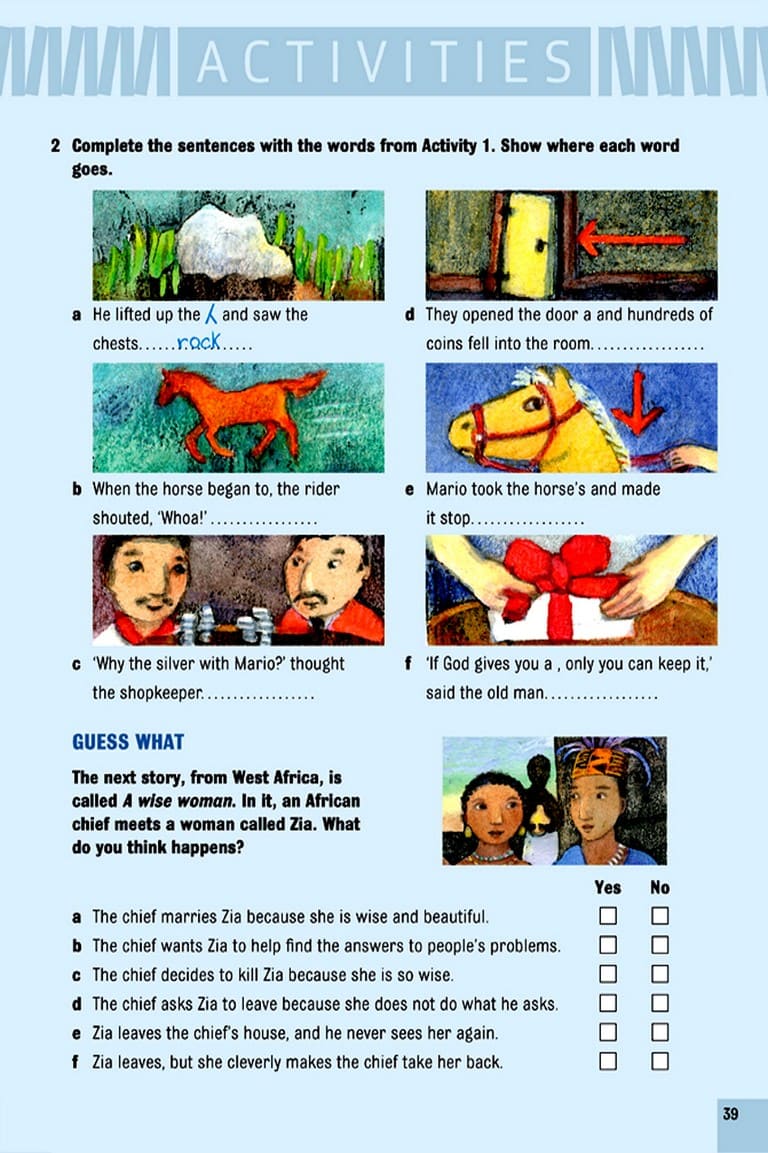 ACTIVITIES
2 Complete the sentences with the words from Activity 1. Show where each word
goes.
a He lifted up the ⁁ and saw the
chests......rock.....
b When the horse began to, the rider
shouted, ‘Whoa!’.................
c ‘Why the silver with Mario?’ thought
the shopkeeper..................
d They opened the door a and hundreds of
coins fell into the room..................
e Mario took the horse’s and made
it stop..................
f ‘If God gives you a , only you can keep it,’
said the old man..................
GUESS WHAT
The next story, from West Africa, is
called A wise woman. In it, an African
chief meets a woman called Zia. What
do you think happens?
Yes No
a The chief marries Zia because she is wise and beautiful.
b The chief wants Zia to help find the answers to people’s problems.
c The chief decides to kill Zia because she is so wise.
d The chief asks Zia to leave because she does not do what he asks.
e Zia leaves the chief’s house, and he never sees her again.
f Zia leaves, but she cleverly makes the chief take her back.
39